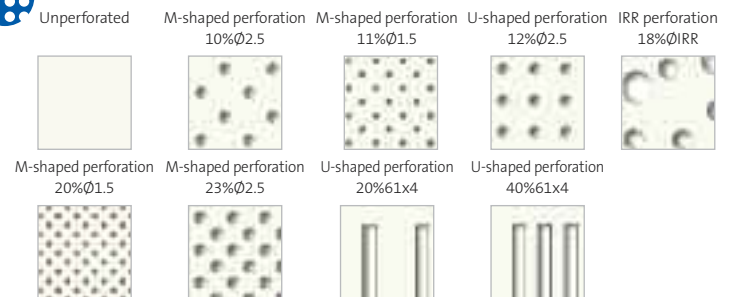 Unperforated
M-shaped perforation
10%Ø2.5
M-shaped perforation
11%Ø1.5
U-shaped perforation
12%Ø2.5
IRR perforation
18%ØIRR
M-shaped perforation
20%Ø1.5
M-shaped perforation
23%Ø2.5
U-shaped perforation
20%61x4
U-shaped perforation
40%61x4